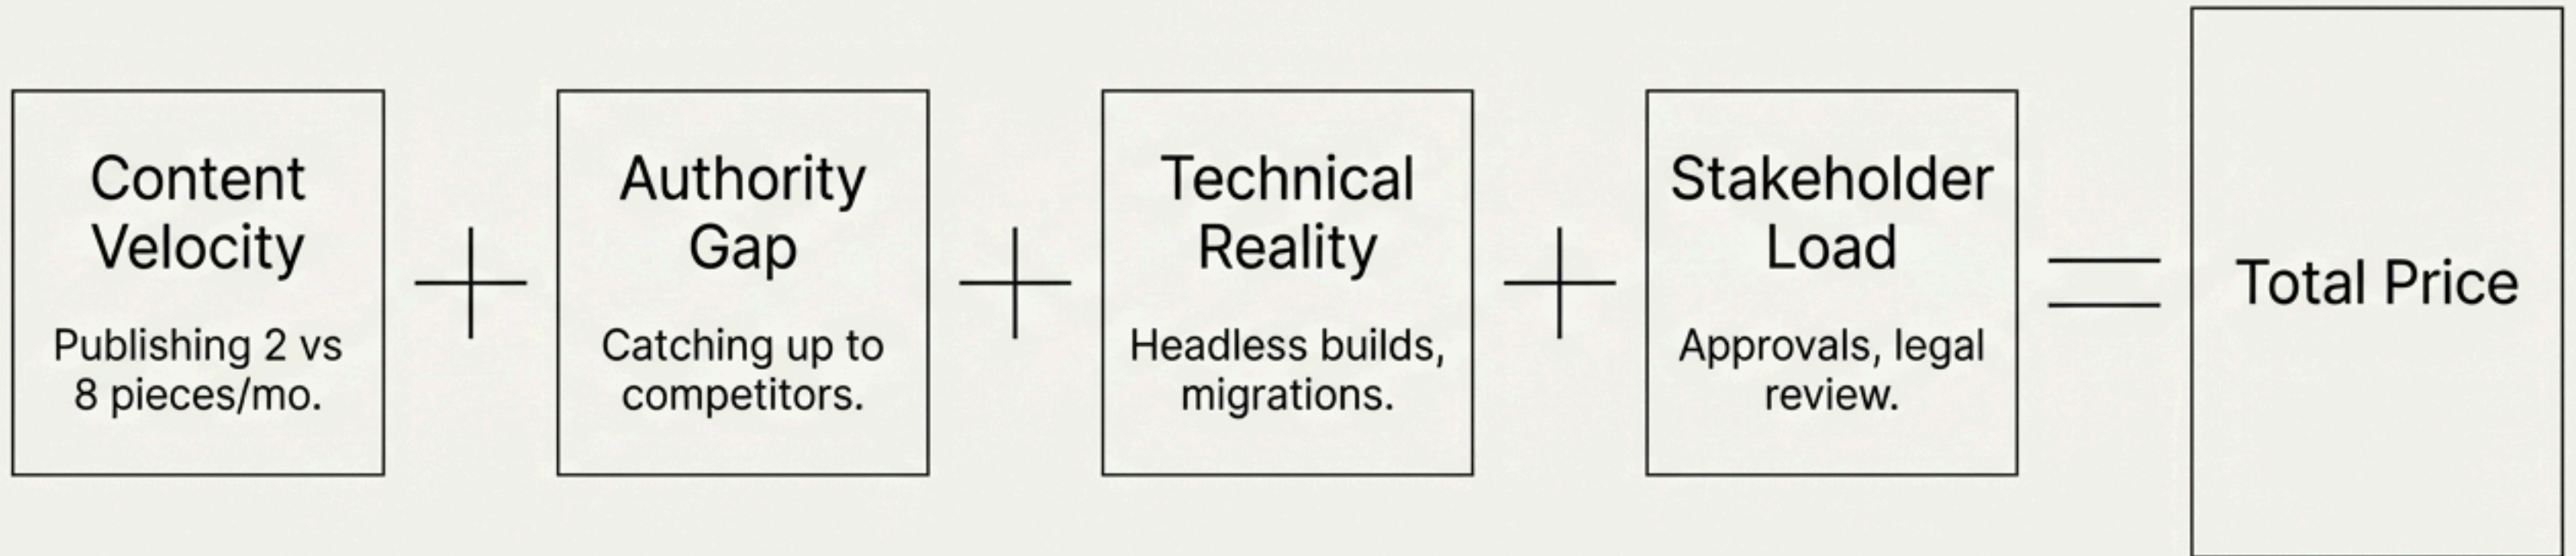 Content
Velocity
Publishing 2 vs
8 pieces/mo.
+
Authority
Gap
Catching up to
competitors.
+
Technical
Reality
Headless builds,
migrations.
+
Stakeholder
Load
Approvals, legal
review.
=
Total Price